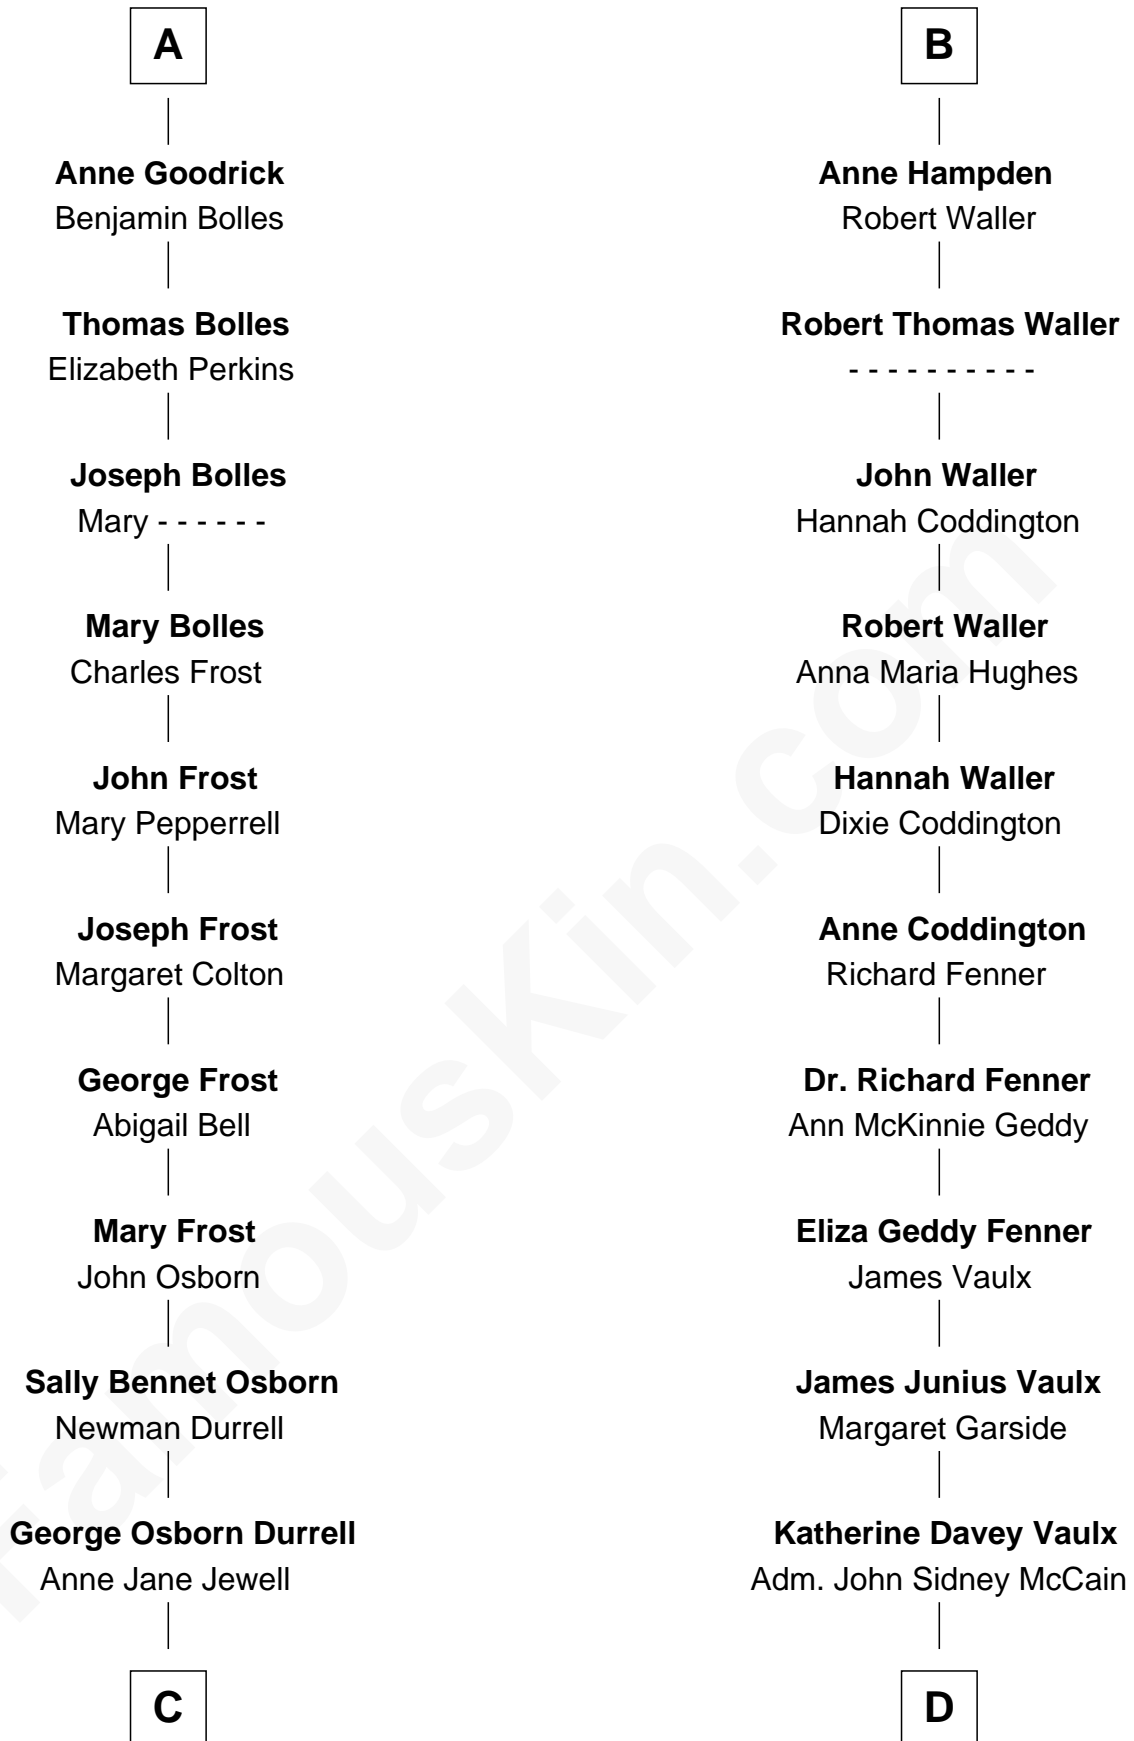 A
Anne Goodrick
Benjamin Bolles
Thomas Bolles
Elizabeth Perkins
Joseph Bolles
Mary - - - - - -
Mary Bolles
Charles Frost
John Frost
Mary Pepperrell
Joseph Frost
Margaret Colton
George Frost
Abigail Bell
Mary Frost
John Osborn
Sally Bennet Osborn
Newman Durrell
George Osborn Durrell
Anne Jane Jewell
C
B
Anne Hampden
Robert Waller
Robert Thomas Waller
- - - - - - - - - -
John Waller
Hannah Coddington
Robert Waller
Anna Maria Hughes
Hannah Waller
Dixie Coddington
Anne Coddington
Richard Fenner
Dr. Richard Fenner
Ann McKinnie Geddy
Eliza Geddy Fenner
James Vaulx
James Junius Vaulx
Margaret Garside
Katherine Davey Vaulx
Adm. John Sidney McCain
D
FamousKin.com